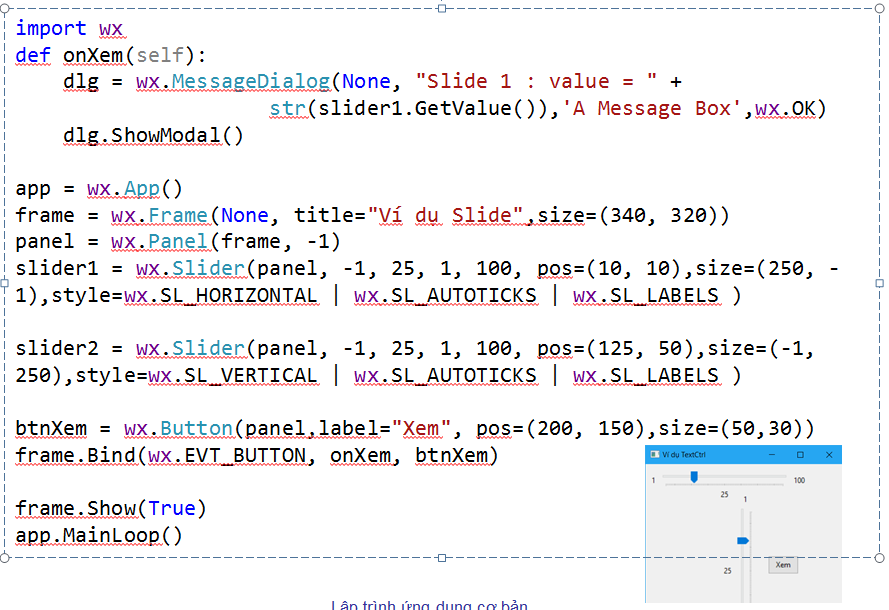 import wx
def onXem(self):
    dlg = wx.MessageDialog(None, "Slide 1 : value = " +
                     str(slider1.GetValue()),'A Message Box',wx.OK)
    dlg.ShowModal()
app = wx.App()
frame = wx.Frame(None, title="Ví dụ Slide",size=(340, 320))
panel = wx.Panel(frame, -1)
slider1 = wx.Slider(panel, -1, 25, 1, 100, pos=(10, 10),size=(250, -
1),style=wx.SL_HORIZONTAL | wx.SL_AUTOTICKS | wx.SL_LABELS )
slider2 = wx.Slider(panel, -1, 25, 1, 100, pos=(125, 50),size=(-1,
250),style=wx.SL_VERTICAL | wx.SL_AUTOTICKS | wx.SL_LABELS )
btnXem = wx.Button(panel,label="Xem", pos=(200, 150),size=(50,30))
frame.Bind(wx.EVT_BUTTON, onXem, btnXem)
frame.Show(True)
app.MainLoop()
Ví dụ TextCtrl
1 100
25 1
Xem
25
Lập trình ứng dụng cơ bản